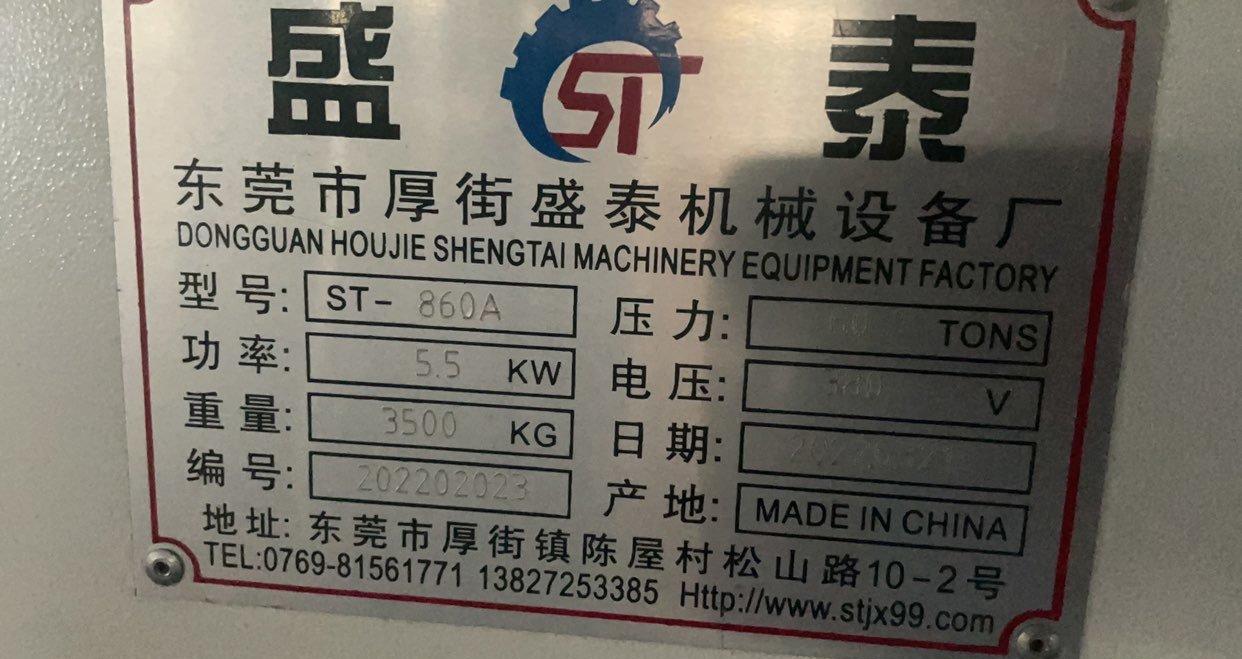 盛 ST 泰
东莞市厚街盛泰机械设备厂
DONGGUAN HOUJIE SHENGTAI MACHINERY EQUIPMENT FACTORY
型号: ST- 860A 压力: TONS
功率: 5.5 KW 电压: 380 V
重量: 3500 KG 日期:
编号: 202202023 产地: MADE IN CHINA
地址: 东莞市厚街镇陈屋村松山路10-2号
TEL:0769-81561771 13827253385 Http://www.stjx99.com